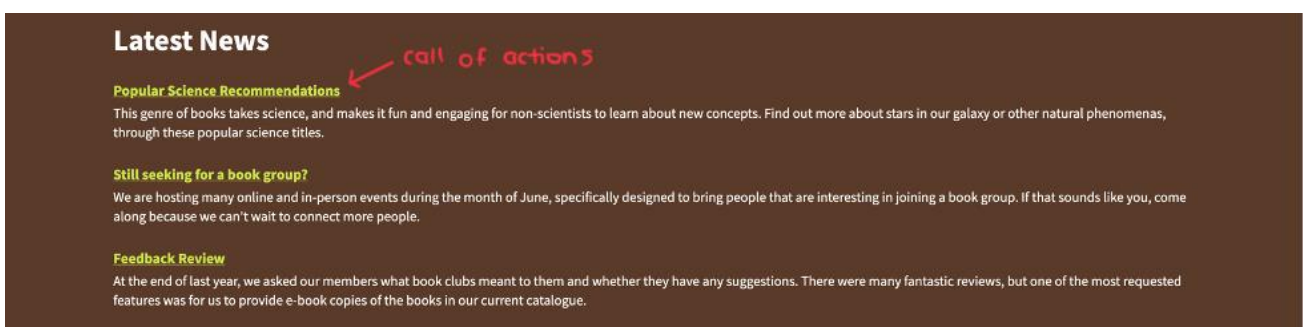 Latest News
call of actions
Popular Science Recommendations
This genre of books takes science, and makes it fun and engaging for non-scientists to learn about new concepts. Find out more about stars in our galaxy or other natural phenomenas,
through these popular science titles.
Still seeking for a book group?
We are hosting many online and in-person events during the month of June, specifically designed to bring people that are interesting in joining a book group. If that sounds like you, come
along because we can't wait to connect more people.
Feedback Review
At the end of last year, we asked our members what book clubs meant to them and whether they have any suggestions. There were many fantastic reviews, but one of the most requested
features was for us to provide e-book copies of the books in our current catalogue.